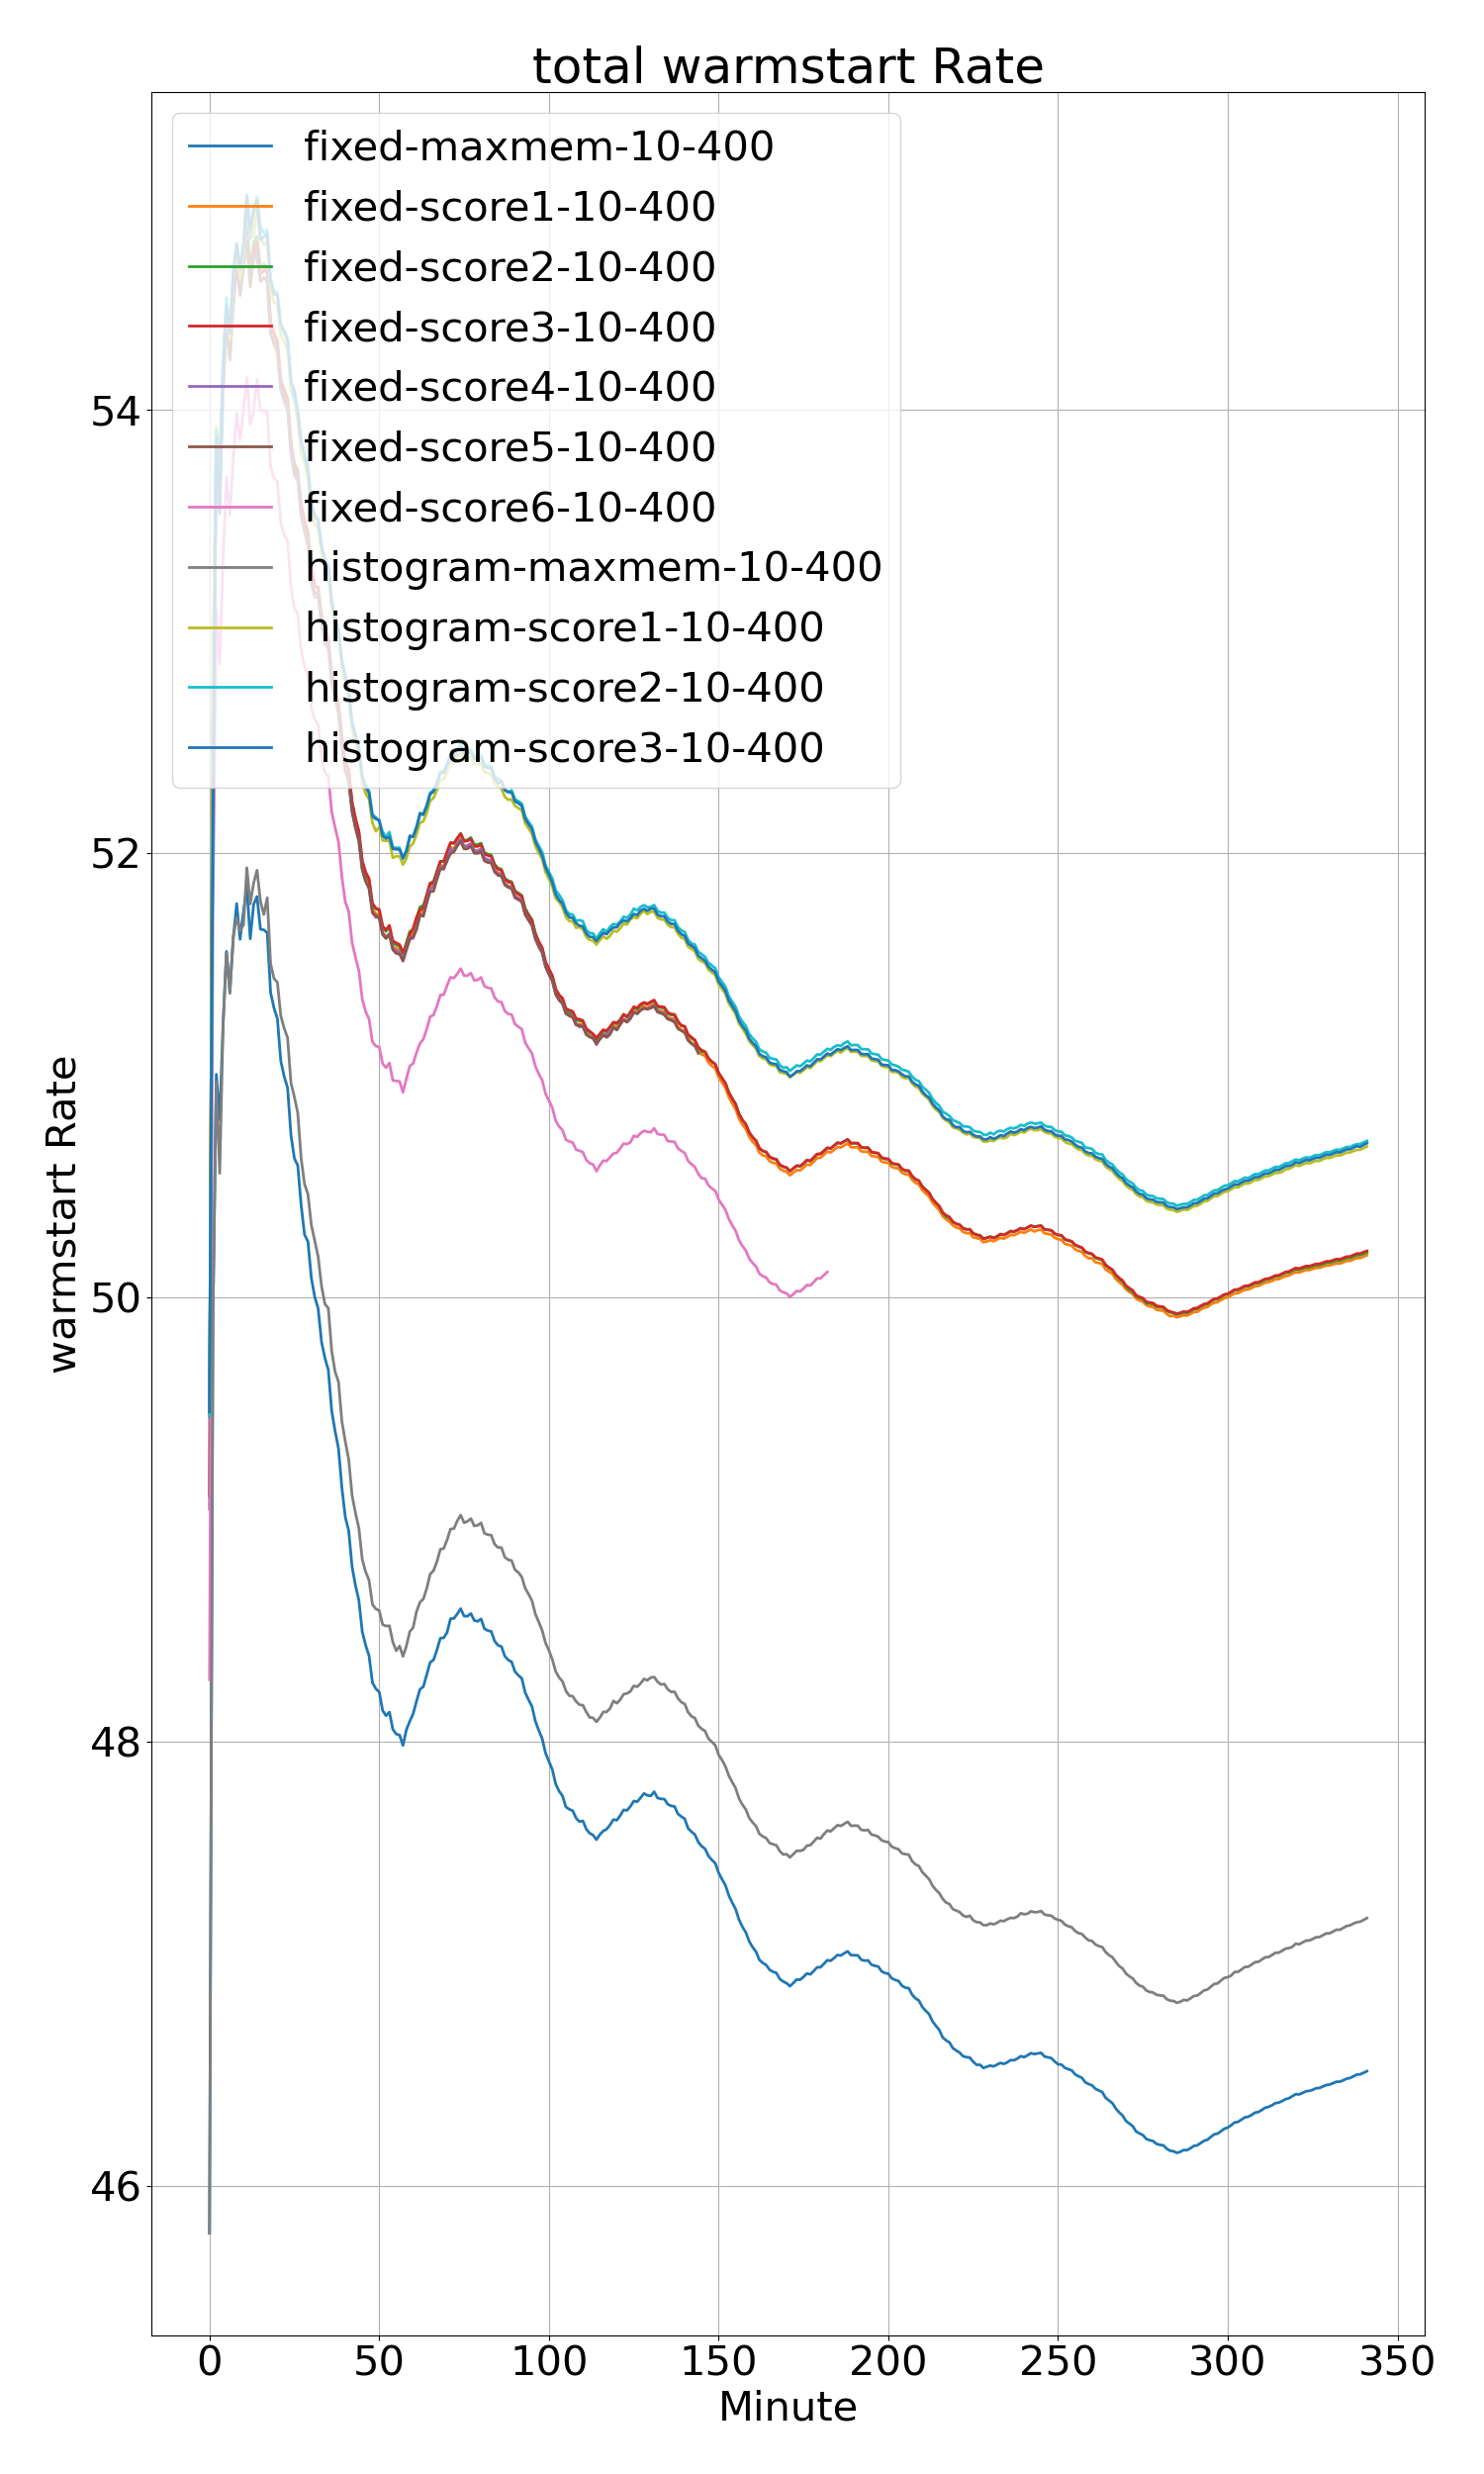 total warmstart Rate
fixed-maxmem-10-400
fixed-score1-10-400
fixed-score2-10-400
fixed-score3-10-400
fixed-score4-10-400
fixed-score5-10-400
fixed-score6-10-400
histogram-maxmem-10-400
histogram-score1-10-400
histogram-score2-10-400
histogram-score3-10-400
54
52
50
48
46
warmstart Rate
0 50 100 150 200 250 300 350
Minute